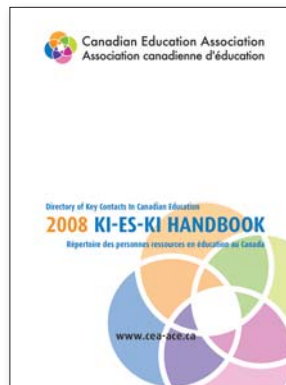 Canadian Education Association
Association canadienne d'éducation
Directory of Key Contacts in Canadian Education
2008 KI-ES-KI HANDBOOK
Répertoire des personnes ressources en éducation au Canada
www.cea-ace.ca